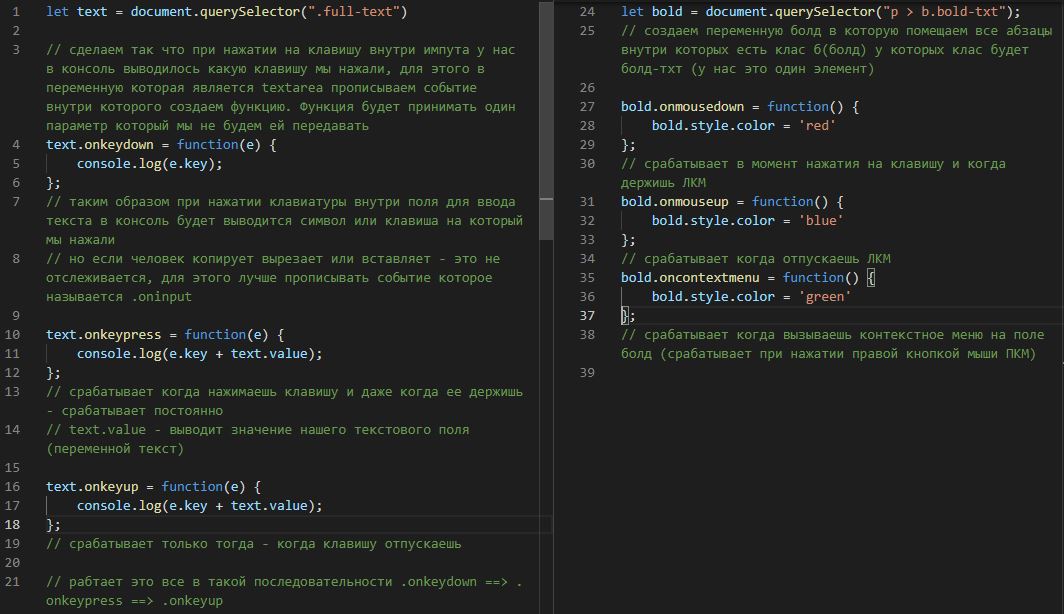 1 let text = document.querySelector(".full-text")
2
3 // сделаем так что при нажатии на клавишу внутри импута у нас
в консоль выводилось какую клавишу мы нажали, для этого в
переменную которая является textarea прописываем событие
внутри которого создаем функцию. Функция будет принимать один
параметр который мы не будем ей передавать
4 text.onkeydown = function(e) {
5 console.log(e.key);
6 };
7 // таким образом при нажатии клавиатуры внутри поля для ввода
текста в консоль будет выводится символ или клавиша на который
мы нажали
8 // но если человек копирует вырезает или вставляет - это не
отслеживается, для этого лучше прописывать событие которое
называется .oninput
9
10 text.onkeypress = function(e) {
11 console.log(e.key + text.value);
12 };
13 // срабатывает когда нажимаешь клавишу и даже когда ее держишь
- срабатывает постоянно
14 // text.value - выводит значение нашего текстового поля
(переменной текст)
15
16 text.onkeyup = function(e) {
17 console.log(e.key + text.value);
18 };
19 // срабатывает только тогда - когда клавишу отпускаешь
20
21 // рабтает это все в такой последовательности .onkeydown ==> .
onkeypress ==> .onkeyup
24 let bold = document.querySelector("p > b.bold-txt");
25 // создаем переменную болд в которую помещаем все абзацы
внутри которых есть клас б(болд) у которых клас будет
болд-тхт (у нас это один элемент)
26
27 bold.onmousedown = function() {
28 bold.style.color = 'red'
29 };
30 // срабатывает в момент нажатия на клавишу и когда
держишь ЛКМ
31 bold.onmouseup = function() {
32 bold.style.color = 'blue'
33 };
34 // срабатывает когда отпускаешь ЛКМ
35 bold.oncontextmenu = function() {
36 bold.style.color = 'green'
37 };
38 // срабатывает когда вызываешь контекстное меню на поле
болд (срабатывает при нажатии правой кнопкой мыши ПКМ)
39